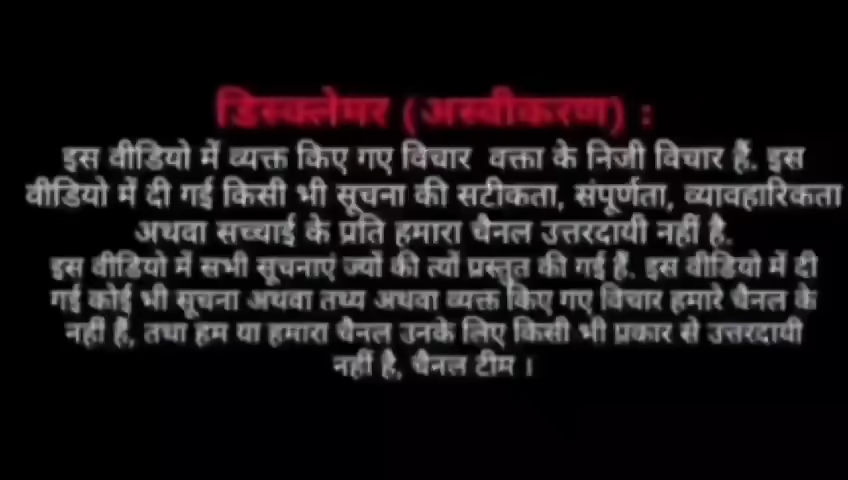 डिस्क्लेमर (अस्वीकरण) :
इस वीडियो में व्यक्त किए गए विचार वक्ता के निजी विचार हैं. इस
वीडियो में दी गई किसी भी सूचना की सटीकता, संपूर्णता, व्यावहारिकता
अथवा सच्चाई के प्रति हमारा चैनल उत्तरदायी नहीं है.
इस वीडियो में सभी सूचनाएं ज्यों की त्यों प्रस्तुत की गई हैं. इस वीडियो में दी
गई कोई भी सूचना अथवा तथ्य अथवा व्यक्त किए गए विचार हमारे चैनल के
नहीं हैं, तथा हम या हमारा चैनल उनके लिए किसी भी प्रकार से उत्तरदायी
नहीं है, चैनल टीम ।